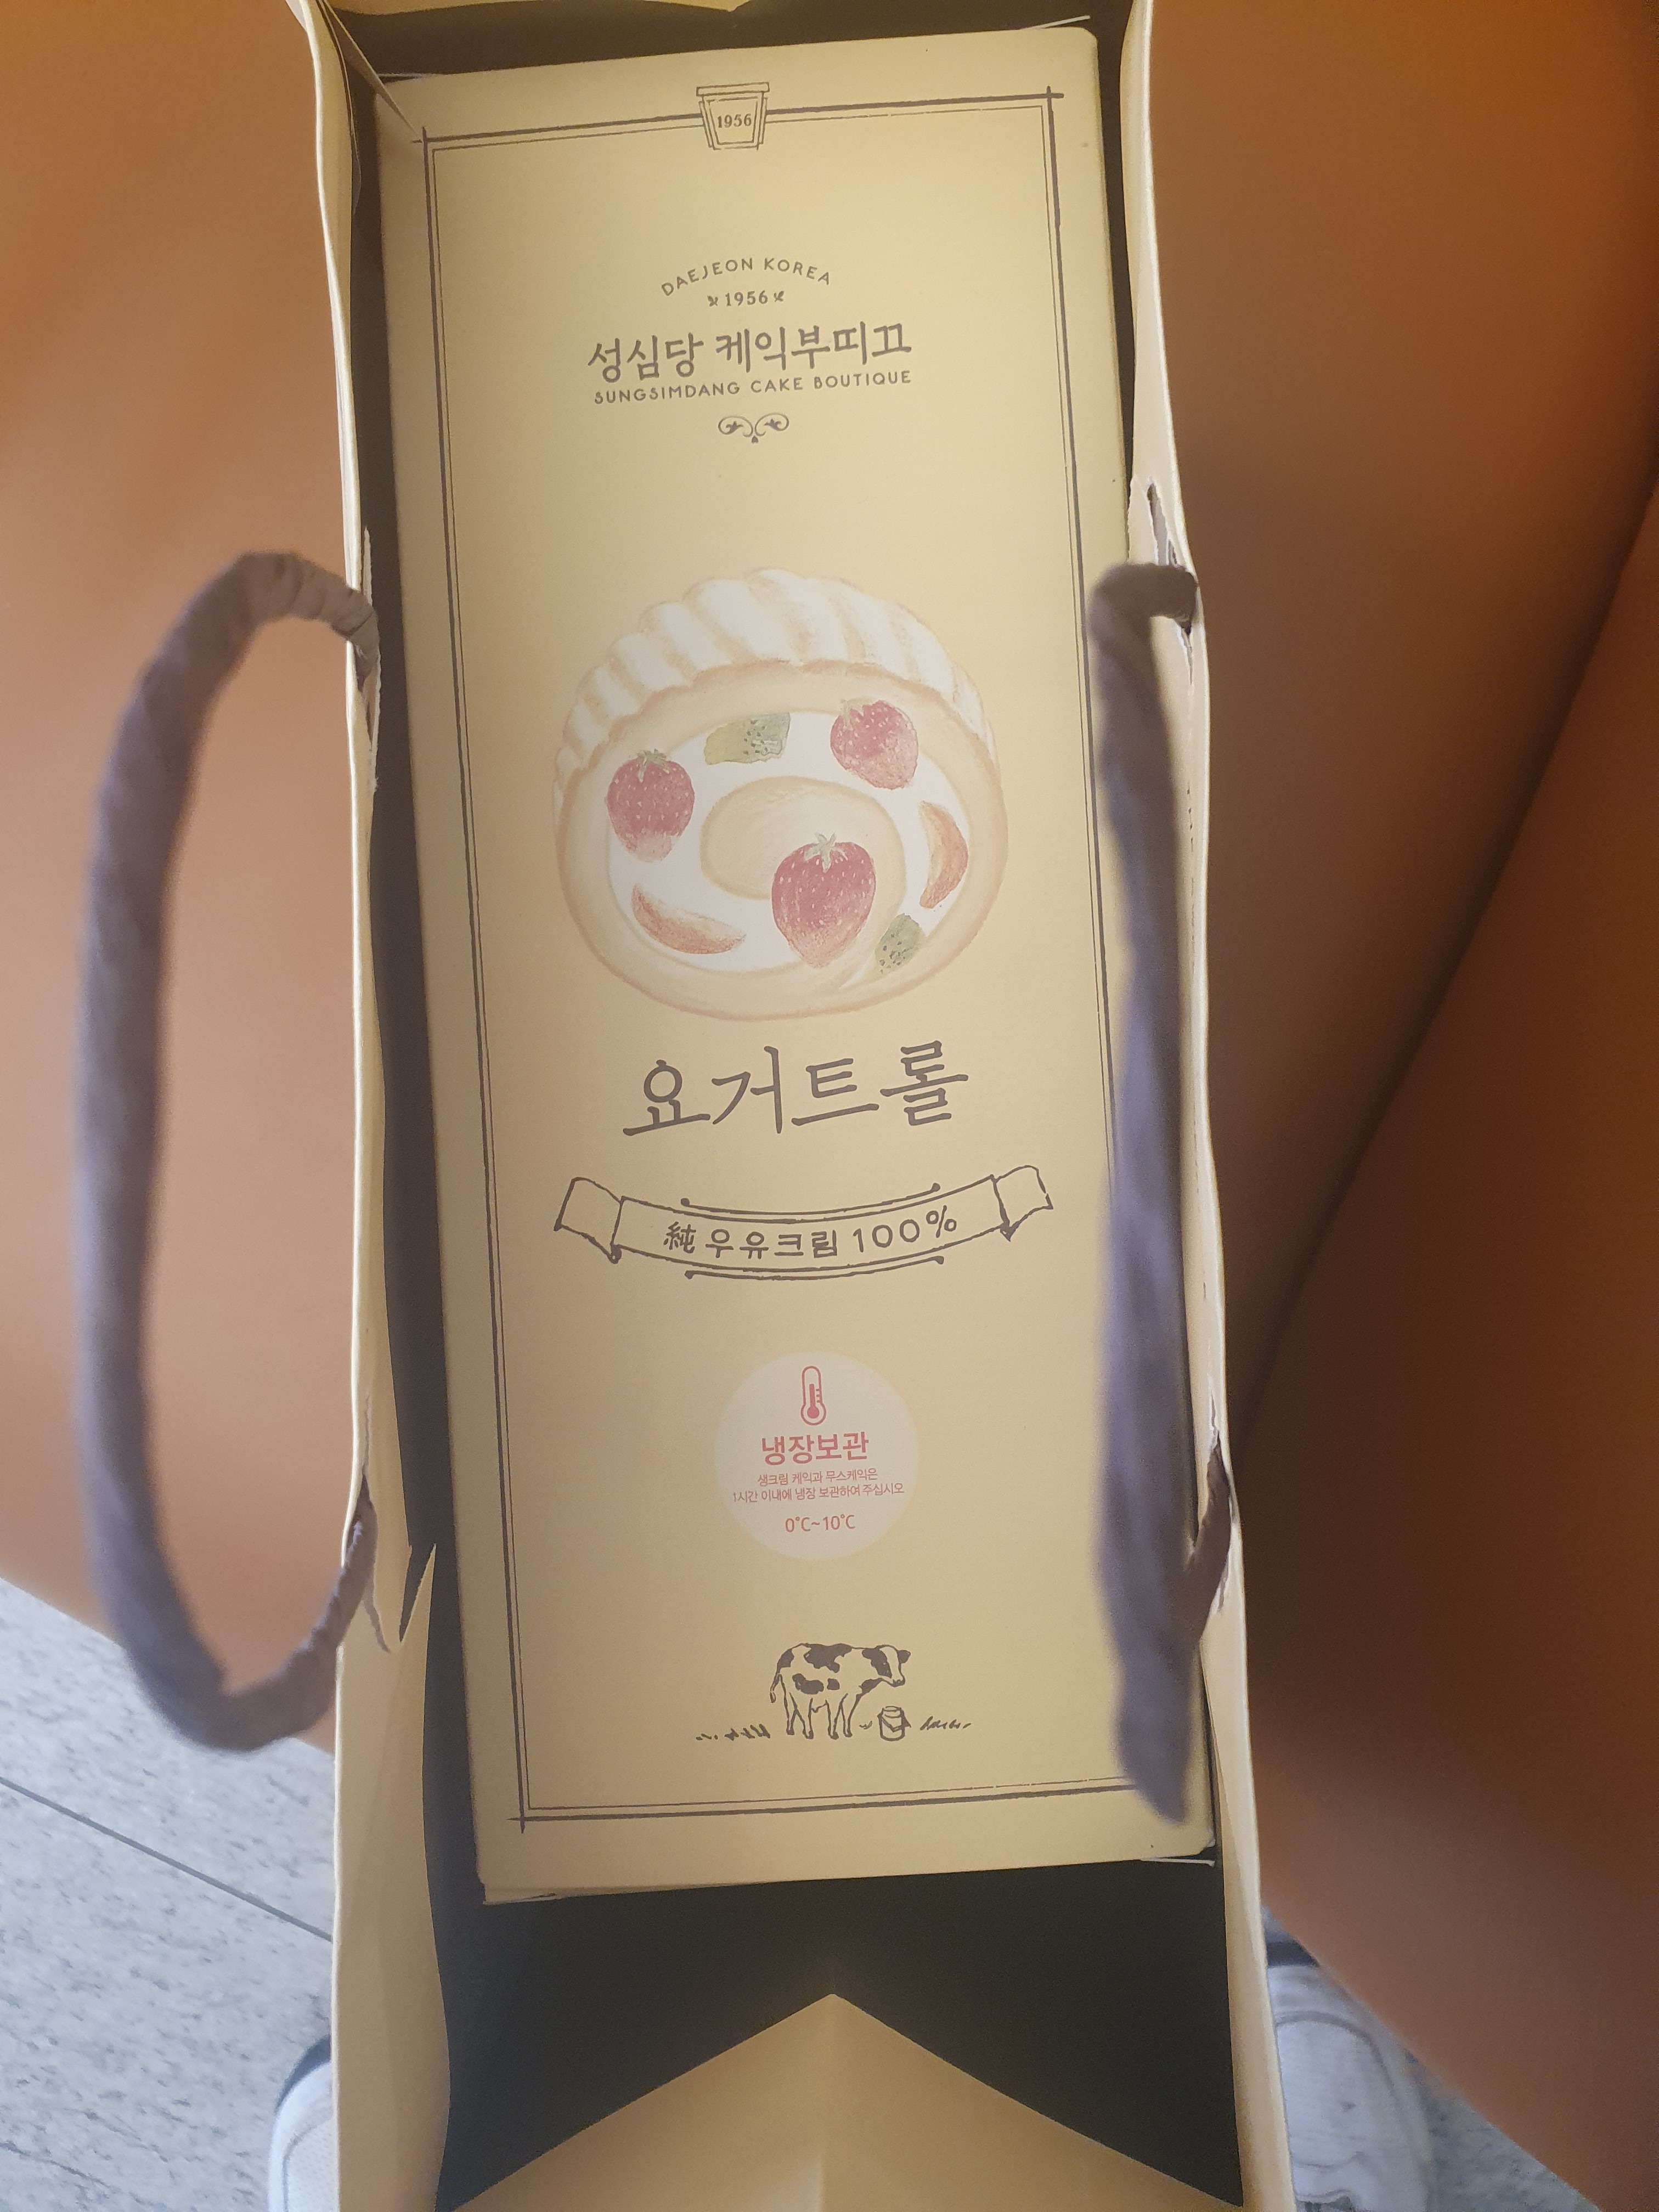 1956
DAEJEON KOREA
1956
성심당 케익부띠끄
SUNGSIMDANG CAKE BOUTIQUE
요거트롤
純우유크림 100%
냉장보관
생크림 케익과 무스케익은
1시간 이내에 냉장 보관하여 주십시오
0°C~10°C